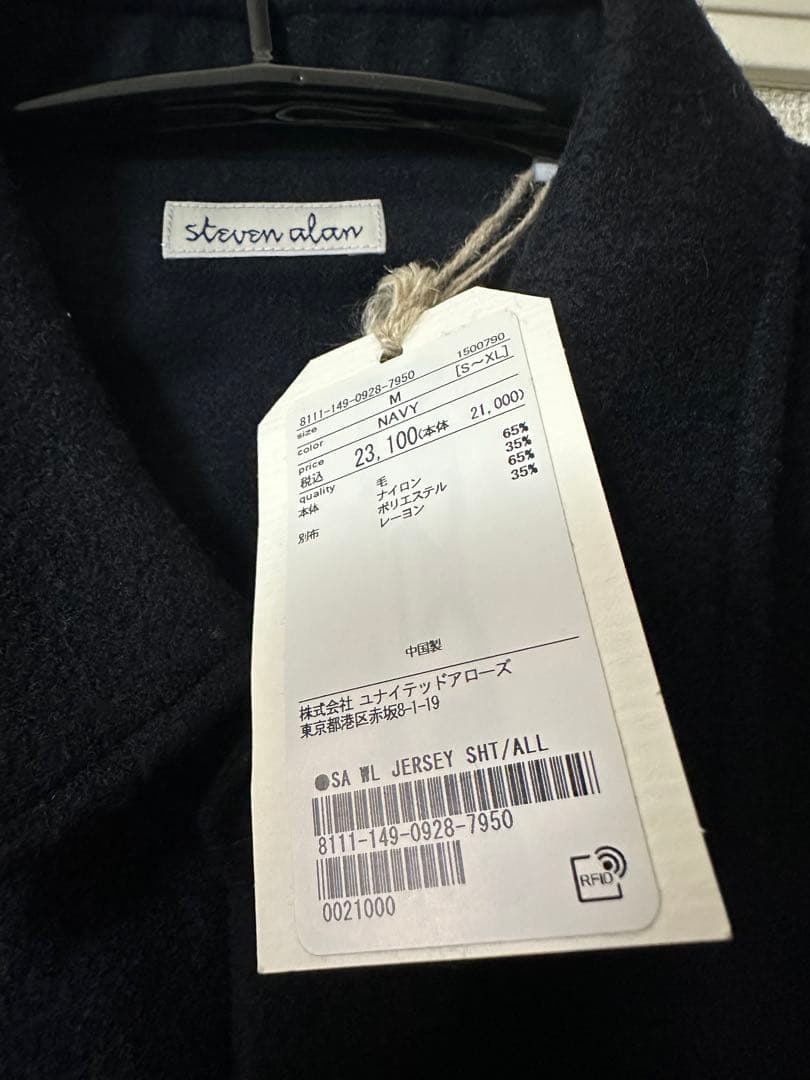 steven alan
8111-149-0928-7950 1500790
size M [S～XL]
color NAVY
price 税込 23,100(本体 21,000)
quality
本体 毛 65%
ナイロン 35%
別布 ポリエステル 65%
レーヨン 35%
中国製
株式会社 ユナイテッドアローズ
東京都港区赤坂8-1-19
●SA WL JERSEY SHT/ALL
8111-149-0928-7950
0021000
RFID